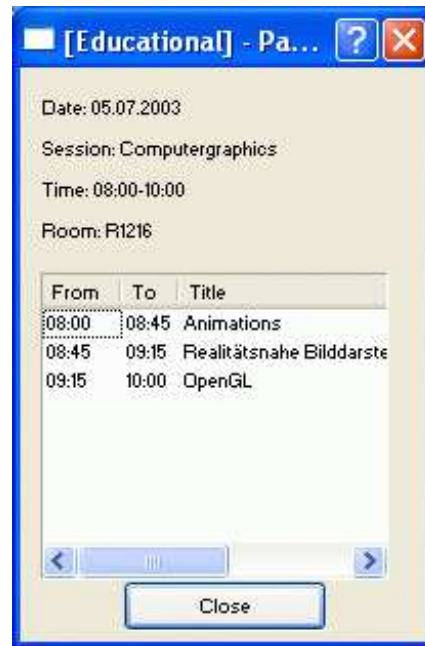 [Educational] - Pa...
Date: 05.07.2003
Session: Computergraphics
Time: 08:00-10:00
Room: R1216
From To Title
08:00 08:45 Animations
08:45 09:15 Realitätsnahe Bilddarste
09:15 10:00 OpenGL
Close